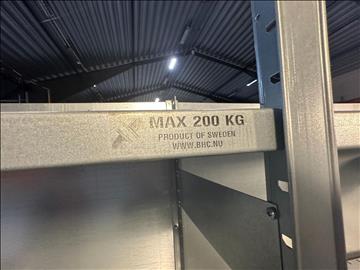 MAX 200 KG
PRODUCT OF SWEDEN
WWW.BHC.NU